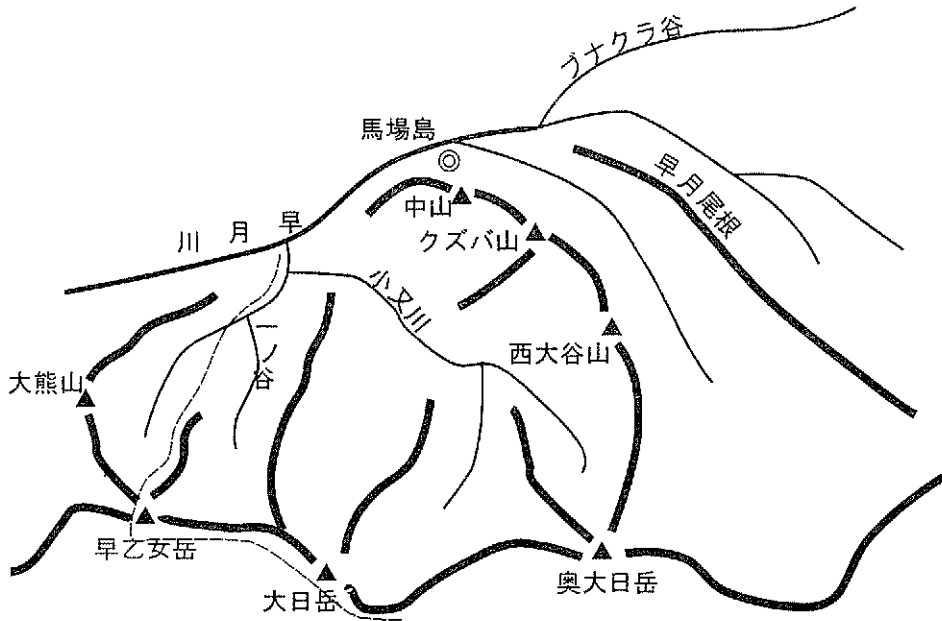 ブナクラ谷
馬場島
早月尾根
中山
川月早
クズバ山
小又川
一ノ谷
西大谷山
大熊山
早乙女岳
大日岳
奥大日岳